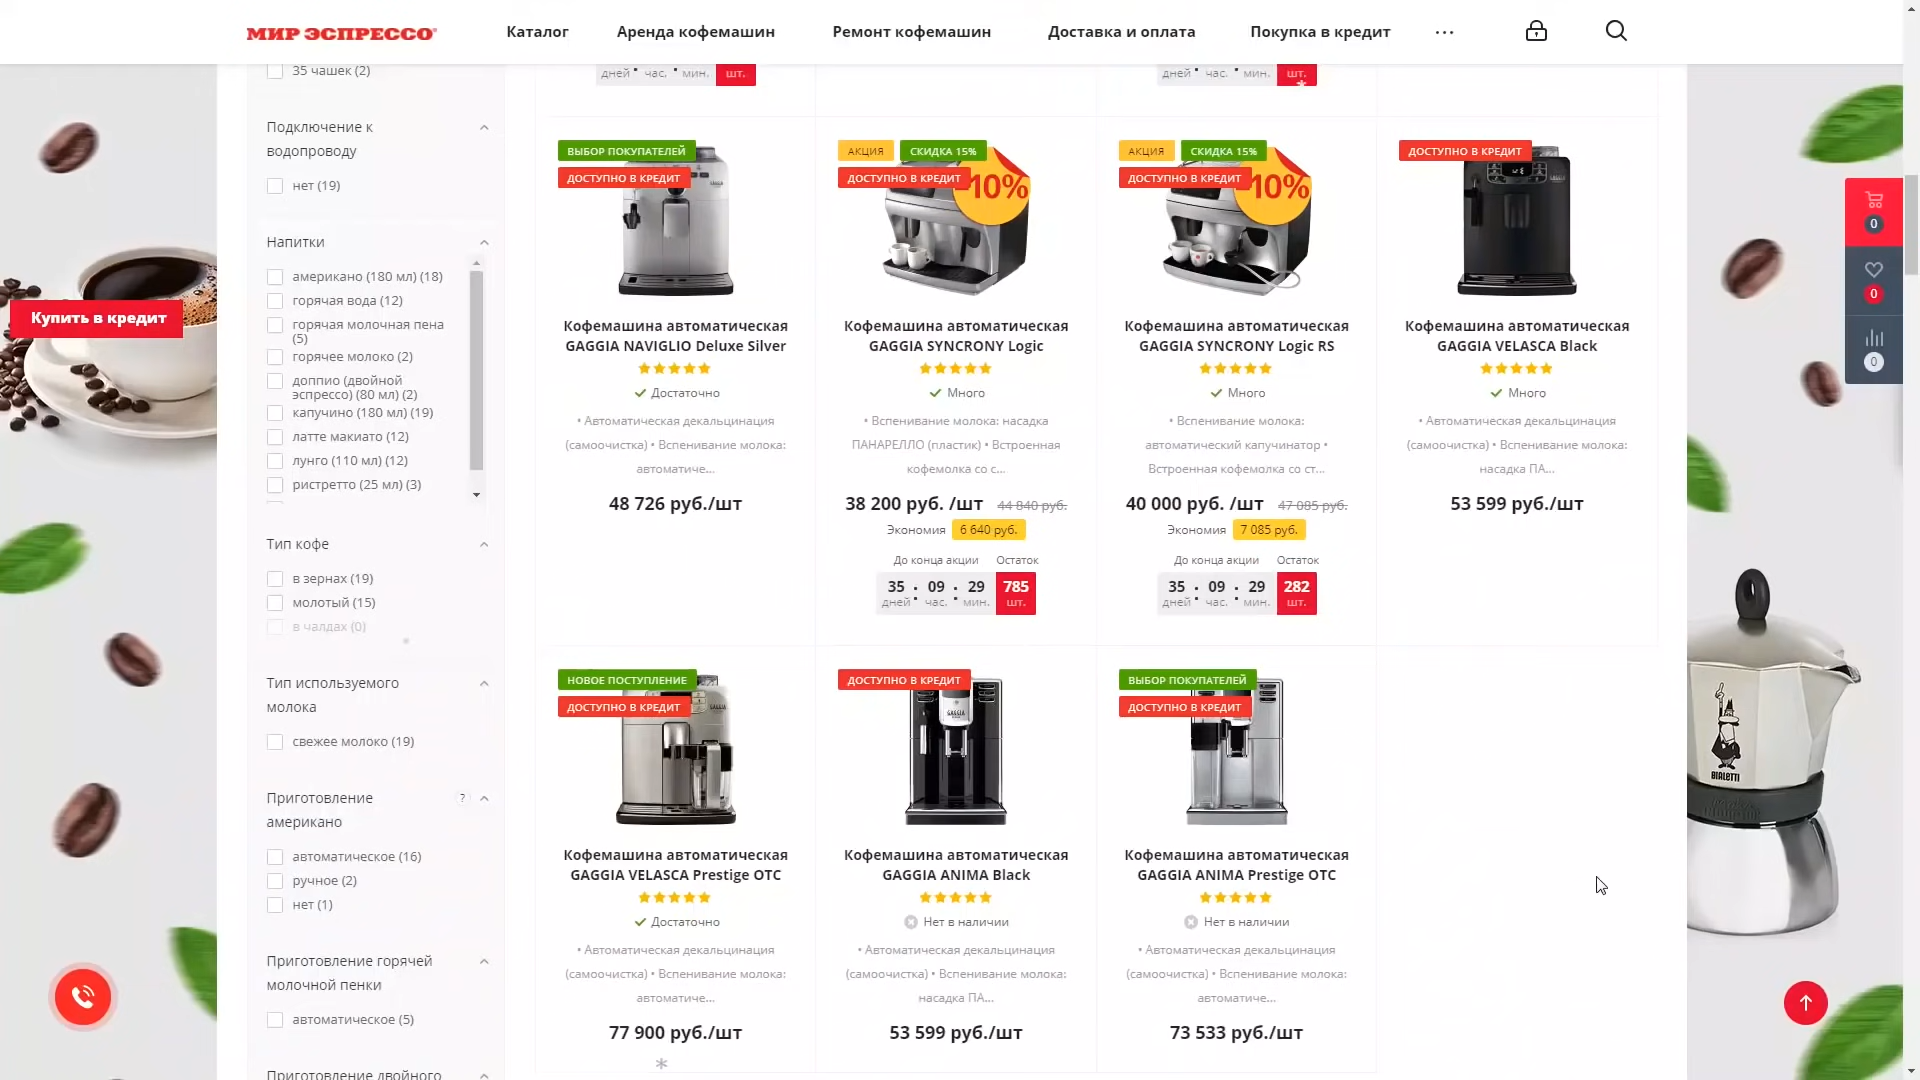 МИР ЭСПРЕССО
Каталог
Аренда кофемашин
Ремонт кофемашин
Доставка и оплата
Покупка в кредит
...
35 чашек (2)
Подключение к
водопроводу
нет (19)
Напитки
американо (180 мл) (18)
горячая вода (12)
горячая молочная пена
(5)
горячее молоко (2)
доппио (двойной
эспрессо) (80 мл) (2)
капучино (180 мл) (19)
латте макиато (12)
лунго (110 мл) (12)
ристретто (25 мл) (3)
Тип кофе
в зернах (19)
молотый (15)
в чалдах (0)
Тип используемого
молока
свежее молоко (19)
Приготовление
американо
?
автоматическое (16)
ручное (2)
нет (1)
Приготовление горячей
молочной пенки
автоматическое (5)
Приготовление двойного
Купить в кредит
дней • час. • мин. шт.
дней • час. • мин. шт.
ВЫБОР ПОКУПАТЕЛЕЙ
ДОСТУПНО В КРЕДИТ
Кофемашина автоматическая
GAGGIA NAVIGLIO Deluxe Silver
Достаточно
• Автоматическая декальцинация
(самоочистка) • Вспенивание молока:
автоматиче...
48 726 руб./шт
АКЦИЯ СКИДКА 15%
ДОСТУПНО В КРЕДИТ
10%
Кофемашина автоматическая
GAGGIA SYNCRONY Logic
Много
• Вспенивание молока: насадка
ПАНАРЕЛЛО (пластик) • Встроенная
кофемолка со с...
38 200 руб. /шт 44 840 руб.
Экономия 6 640 руб.
До конца акции Остаток
35 : 09 : 29 785
дней час. мин. шт.
АКЦИЯ СКИДКА 15%
ДОСТУПНО В КРЕДИТ
10%
Кофемашина автоматическая
GAGGIA SYNCRONY Logic RS
Много
• Вспенивание молока:
автоматический капучинатор •
Встроенная кофемолка со ст...
40 000 руб. /шт 47 085 руб.
Экономия 7 085 руб.
До конца акции Остаток
35 : 09 : 29 282
дней час. мин. шт.
ДОСТУПНО В КРЕДИТ
Кофемашина автоматическая
GAGGIA VELASCA Black
Много
• Автоматическая декальцинация
(самоочистка) • Вспенивание молока:
насадка ПА...
53 599 руб./шт
НОВОЕ ПОСТУПЛЕНИЕ
ДОСТУПНО В КРЕДИТ
Кофемашина автоматическая
GAGGIA VELASCA Prestige OTC
Достаточно
• Автоматическая декальцинация
(самоочистка) • Вспенивание молока:
автоматиче...
77 900 руб./шт
ДОСТУПНО В КРЕДИТ
Кофемашина автоматическая
GAGGIA ANIMA Black
Нет в наличии
• Автоматическая декальцинация
(самоочистка) • Вспенивание молока:
насадка ПА...
53 599 руб./шт
ВЫБОР ПОКУПАТЕЛЕЙ
ДОСТУПНО В КРЕДИТ
Кофемашина автоматическая
GAGGIA ANIMA Prestige OTC
Нет в наличии
• Автоматическая декальцинация
(самоочистка) • Вспенивание молока:
автоматиче...
73 533 руб./шт
0
0
0
BIALETTI